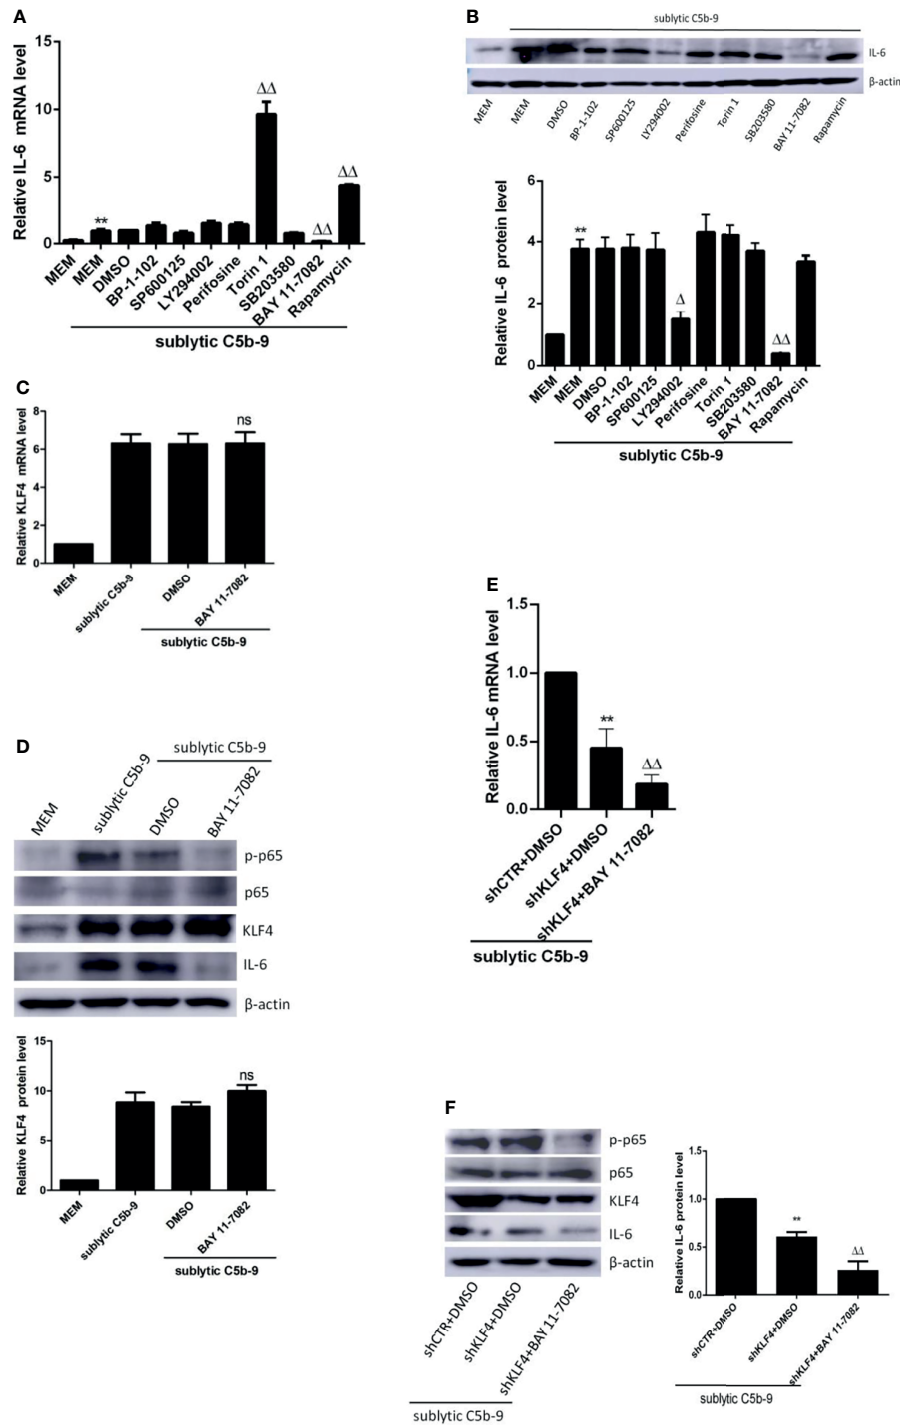 A
Relative IL-6 mRNA level
15
10
5
0
**
ΔΔ
ΔΔ
ΔΔ
MEM
MEM
DMSO
BP-1-102
SP600125
LY294002
Perifosine
Torin 1
SB203580
BAY 11-7082
Rapamycin
sublytic C5b-9
B
sublytic C5b-9
IL-6
β-actin
MEM
MEM
DMSO
BP-1-102
SP600125
LY294002
Perifosine
Torin 1
SB203580
BAY 11-7082
Rapamycin
Relative IL-6 protein level
6
4
2
0
**
Δ
ΔΔ
MEM
MEM
DMSO
BP-1-102
SP600125
LY294002
Perifosine
Torin 1
SB203580
BAY 11-7082
Rapamycin
sublytic C5b-9
C
Relative KLF4 mRNA level
8
6
4
2
0
ns
MEM
sublytic C5b-9
DMSO
BAY 11-7082
sublytic C5b-9
D
sublytic C5b-9
MEM
sublytic C5b-9
DMSO
BAY 11-7082
p-p65
p65
KLF4
IL-6
β-actin
Relative KLF4 protein level
15
10
5
0
ns
MEM
sublytic C5b-9
DMSO
BAY 11-7082
sublytic C5b-9
E
Relative IL-6 mRNA level
1.5
1.0
0.5
0.0
**
ΔΔ
shCTR+DMSO
shKLF4+DMSO
shKLF4+BAY 11-7082
sublytic C5b-9
F
p-p65
p65
KLF4
IL-6
β-actin
shCTR+DMSO
shKLF4+DMSO
shKLF4+BAY 11-7082
sublytic C5b-9
Relative IL-6 protein level
1.5
1.0
0.5
0.0
**
ΔΔ
shCTR+DMSO
shKLF4+DMSO
shKLF4+BAY 11-7082
sublytic C5b-9